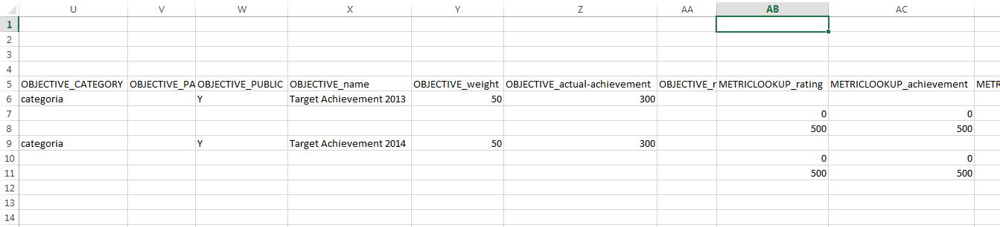 U V W X Y Z AA AB AC
1
2
3
4
5 OBJECTIVE_CATEGORY OBJECTIVE_PA OBJECTIVE_PUBLIC OBJECTIVE_name OBJECTIVE_weight OBJECTIVE_actual-achievement OBJECTIVE_r METRICLOOKUP_rating METRICLOOKUP_achievement METR
6 categoria Y Target Achievement 2013 50 300
7 0 0
8 500 500
9 categoria Y Target Achievement 2014 50 300
10 0 0
11 500 500
12
13
14